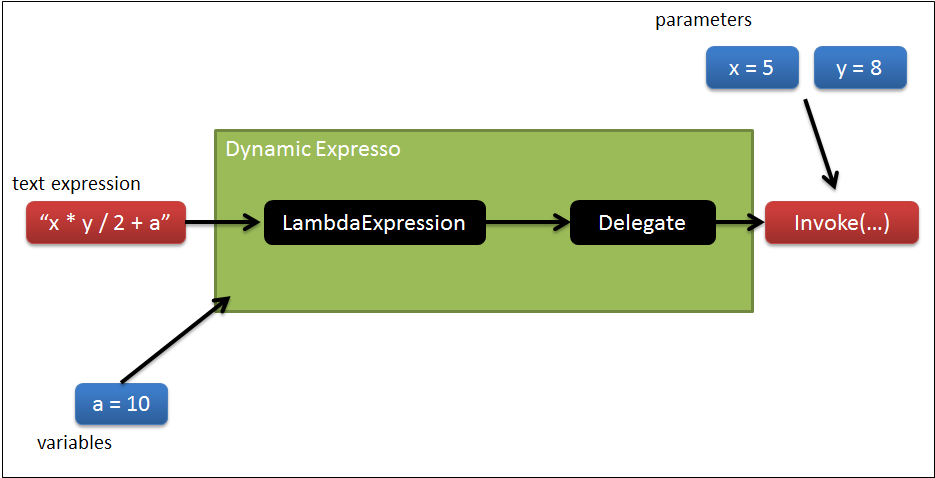 parameters
x = 5
y = 8
Dynamic Expresso
text expression
“x * y / 2 + a”
LambdaExpression
Delegate
Invoke(...)
a = 10
variables